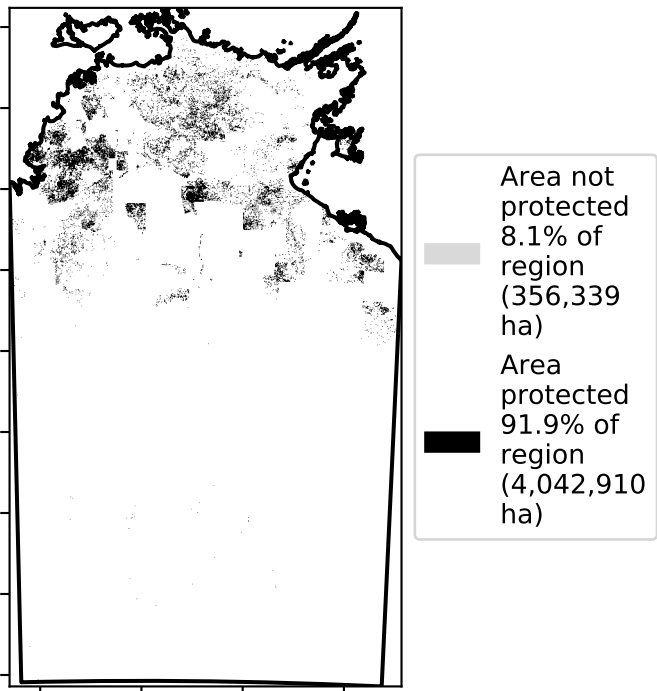 Area not
protected
8.1% of
region
(356,339
ha)
Area
protected
91.9% of
region
(4,042,910
ha)